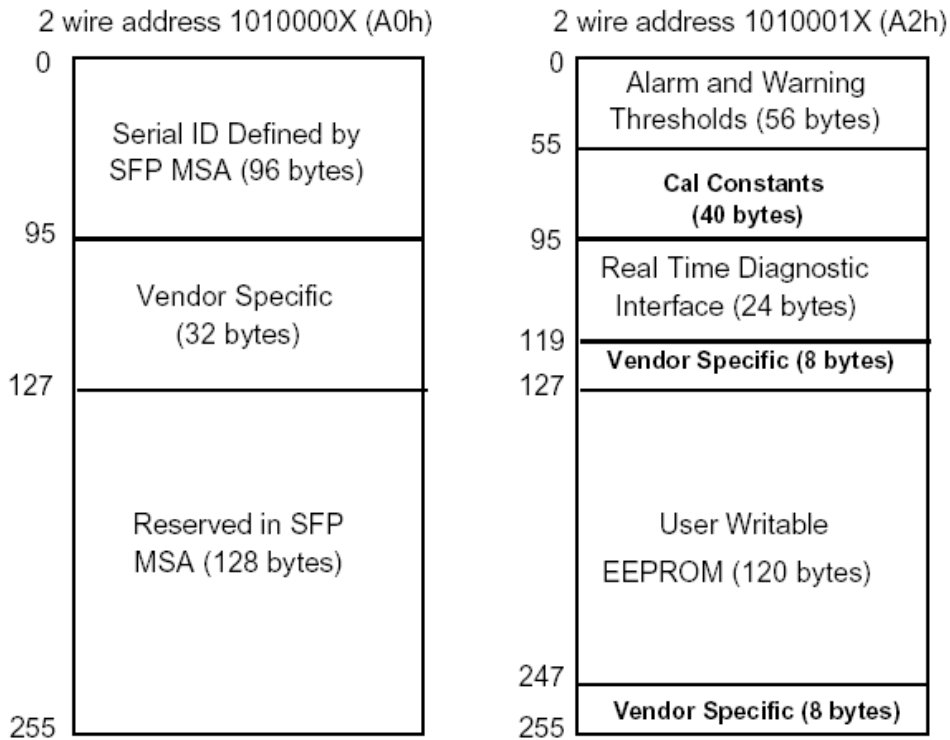 2 wire address 1010000X (A0h)
0
Serial ID Defined by
SFP MSA (96 bytes)
95
Vendor Specific
(32 bytes)
127
Reserved in SFP
MSA (128 bytes)
255
2 wire address 1010001X (A2h)
0
Alarm and Warning
Thresholds (56 bytes)
55
Cal Constants
(40 bytes)
95
Real Time Diagnostic
Interface (24 bytes)
119
Vendor Specific (8 bytes)
127
User Writable
EEPROM (120 bytes)
247
Vendor Specific (8 bytes)
255